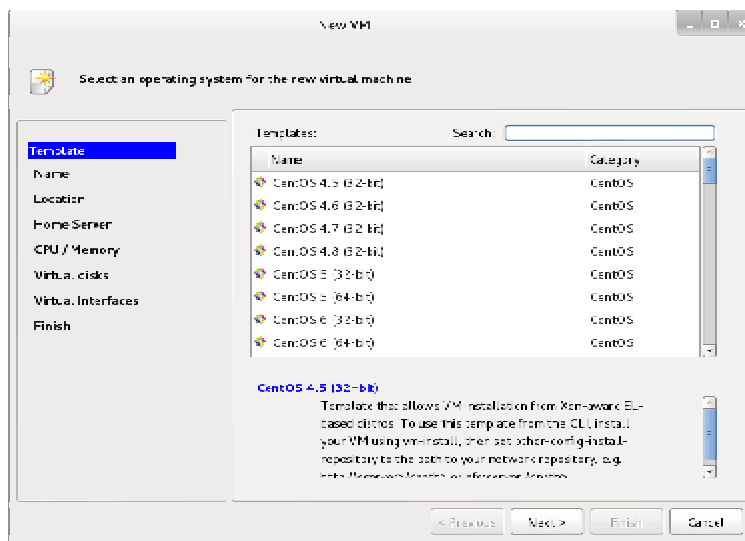 New VM
Select an operating system for the new virtual machine
Template
Name
Location
Home Server
CPU / Memory
Virtual disks
Virtual Interfaces
Finish
Templates:
Search:
Name Category
CentOS 4.5 (32-bit) CentOS
CentOS 4.6 (32-bit) CentOS
CentOS 4.7 (32-bit) CentOS
CentOS 4.8 (32-bit) CentOS
CentOS 5 (32-bit) CentOS
CentOS 5 (64-bit) CentOS
CentOS 6 (32-bit) CentOS
CentOS 6 (64-bit) CentOS
CentOS 4.5 (32-bit)
Template that allows VM installation from Xen-aware EL-
based distros. To use this template from the CLI, install
your VM using vm-install, then set other-config-install-
repository to the path to your network repository, e.g.
< Previous
Next >
Finish
Cancel